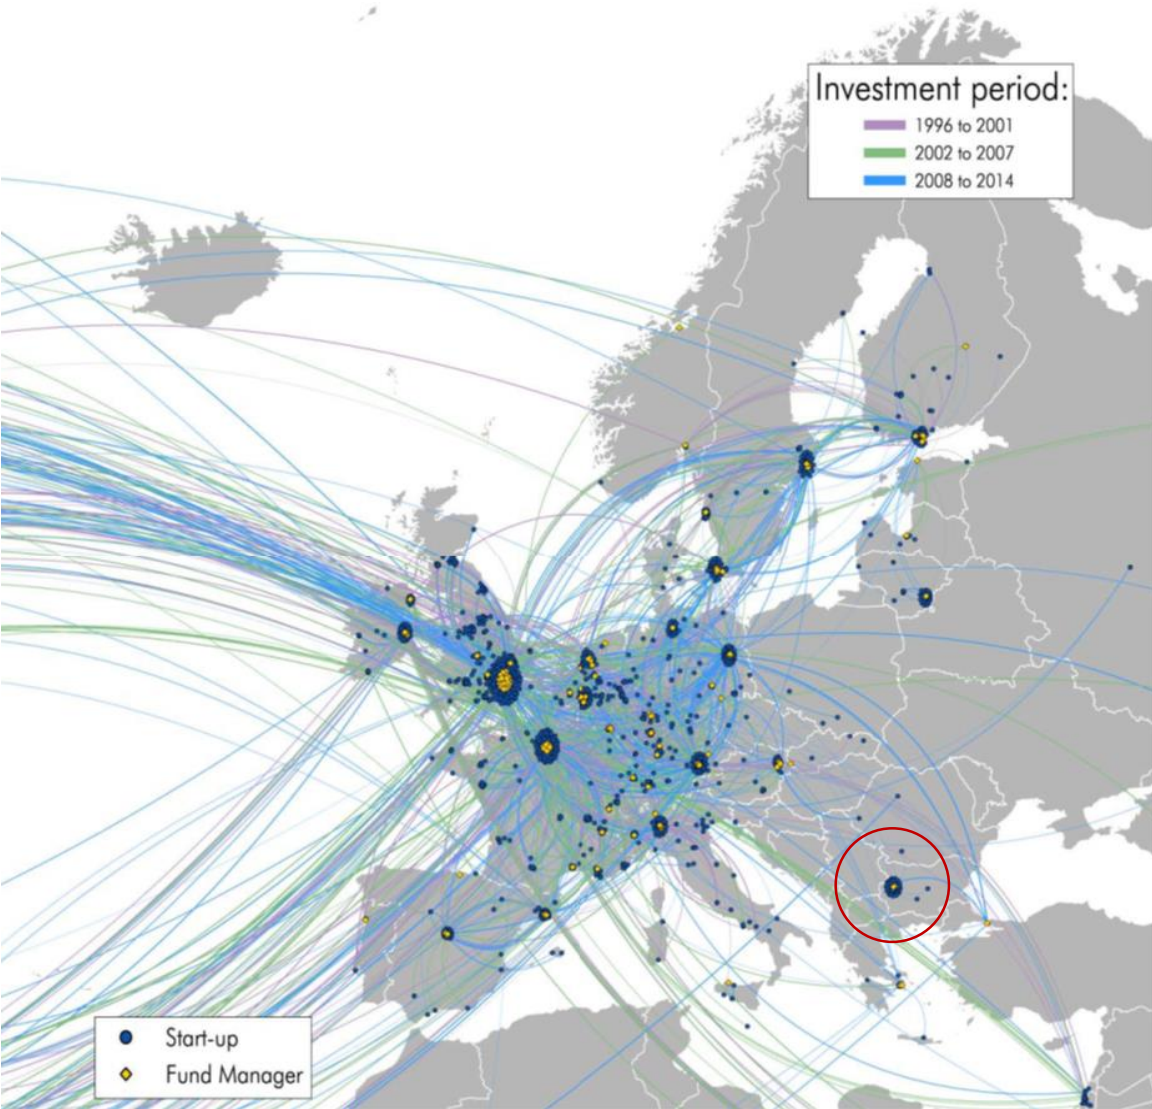 Investment period:
1996 to 2001
2002 to 2007
2008 to 2014
Start-up
Fund Manager